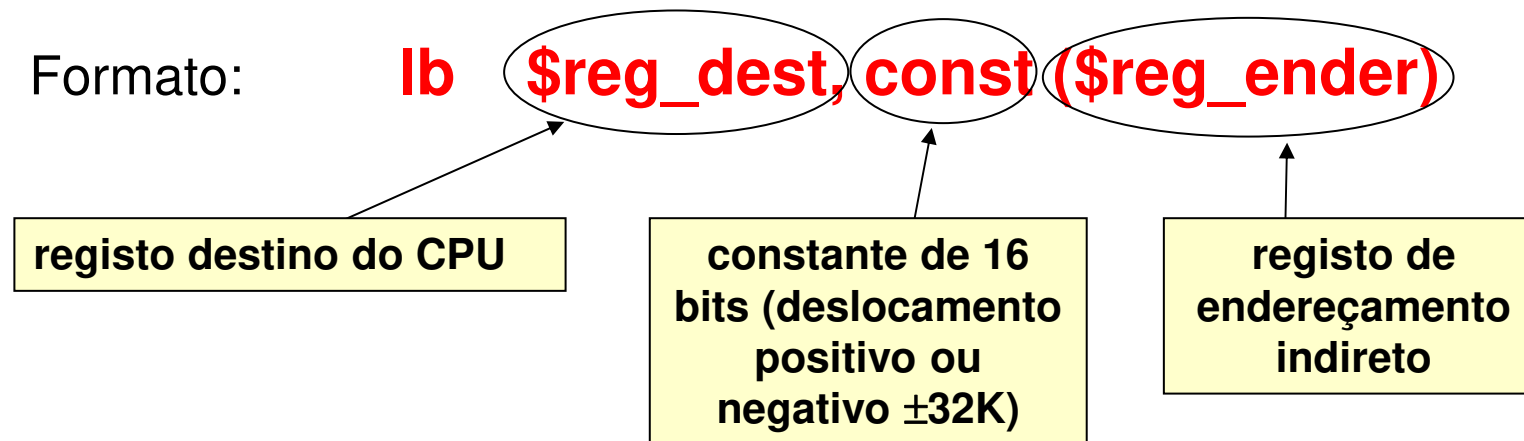 Formato: lb $reg_dest, const ($reg_ender)
registo destino do CPU
constante de 16
bits (deslocamento
positivo ou
negativo ±32K)
registo de
endereçamento
indireto